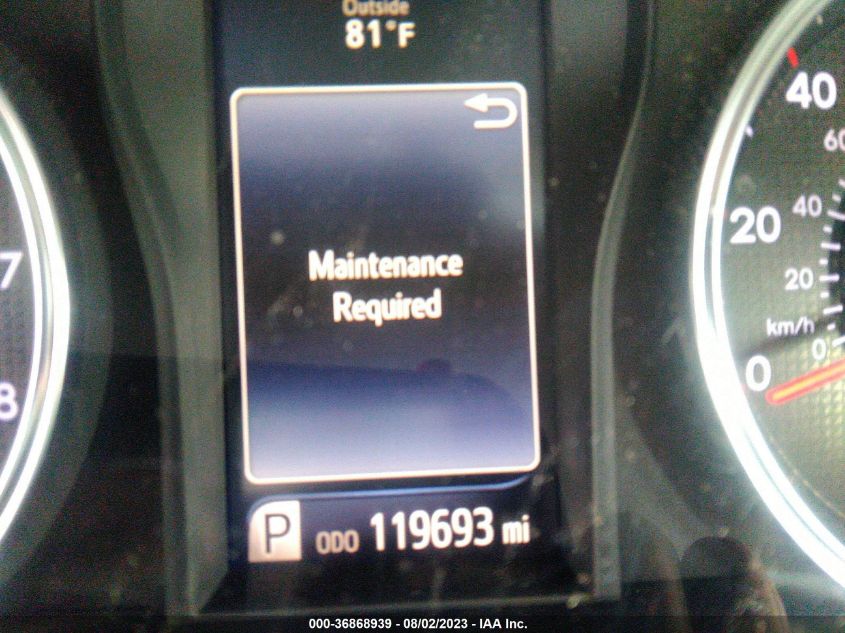 Outside
81°F
Maintenance
Required
P ODO 119693 mi
7
8
40
20
0
60
40
20
km/h
0
000-36868939 - 08/02/2023 - IAA Inc.